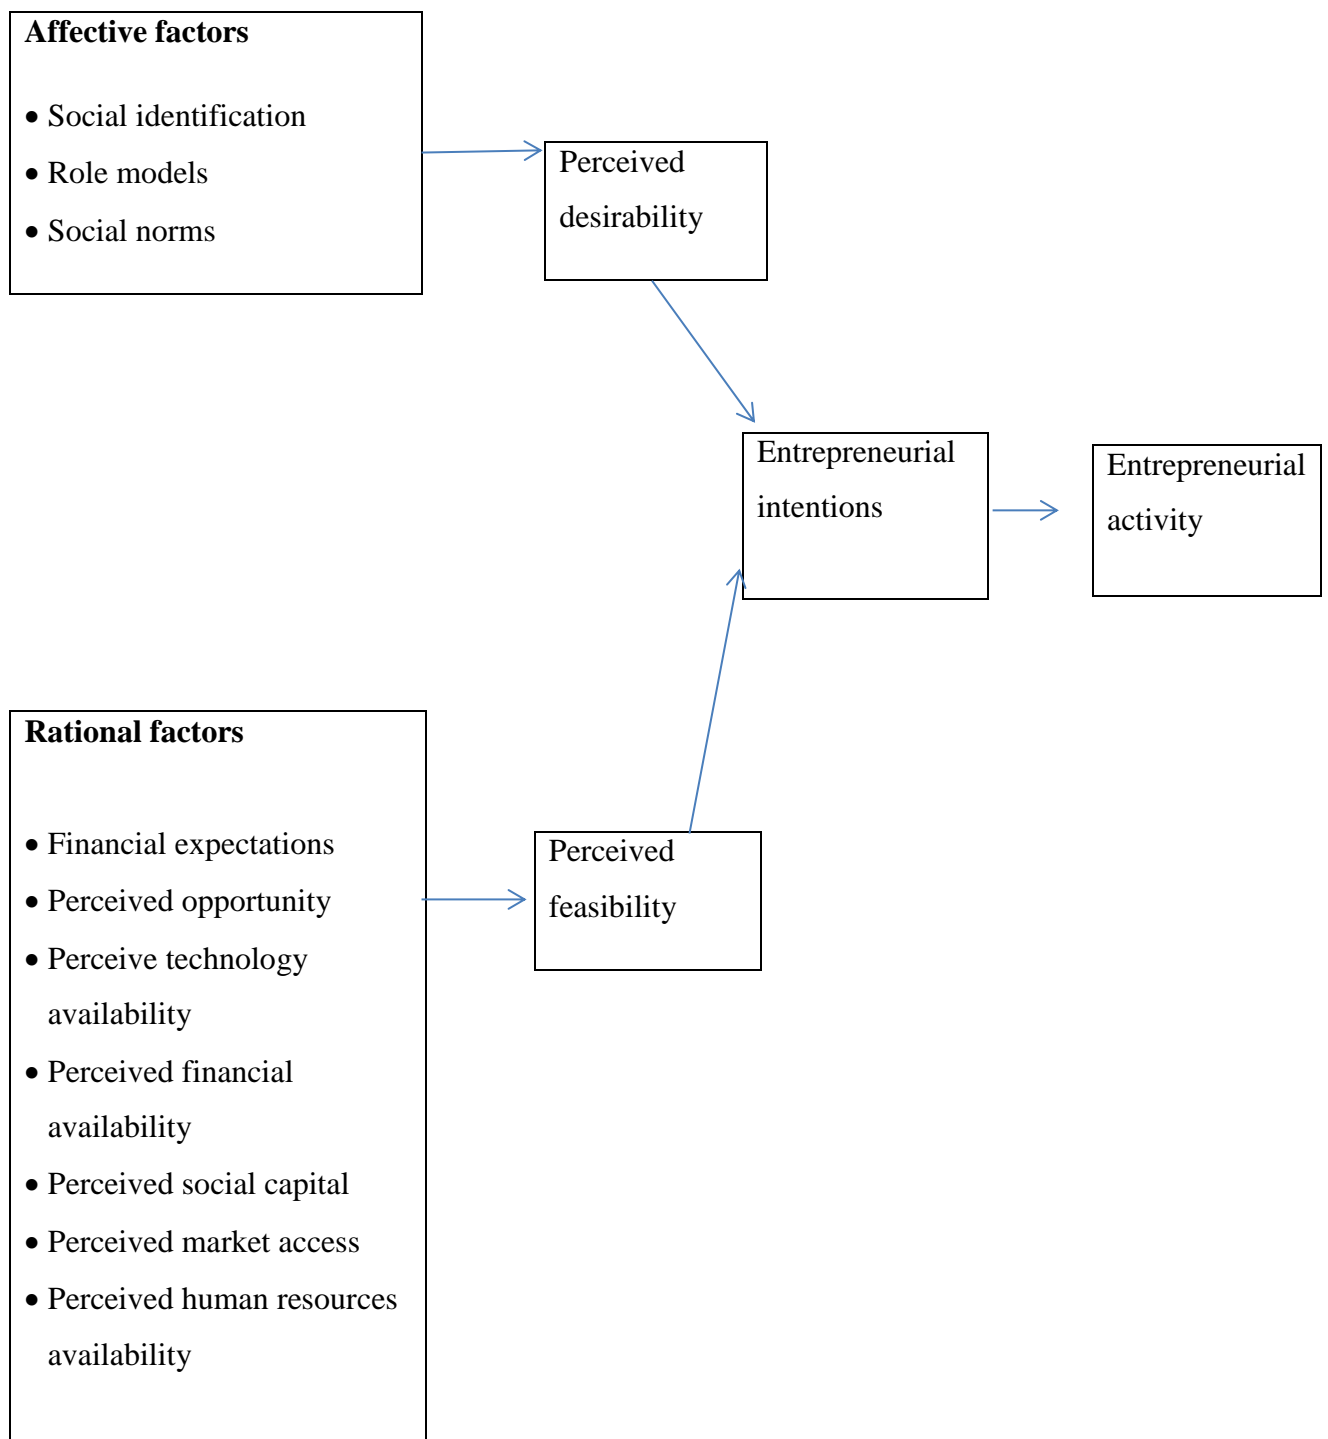 Affective factors
• Social identification
• Role models
• Social norms
Perceived
desirability
Entrepreneurial
intentions
Entrepreneurial
activity
Rational factors
• Financial expectations
• Perceived opportunity
• Perceive technology
availability
• Perceived financial
availability
• Perceived social capital
• Perceived market access
• Perceived human resources
availability
Perceived
feasibility